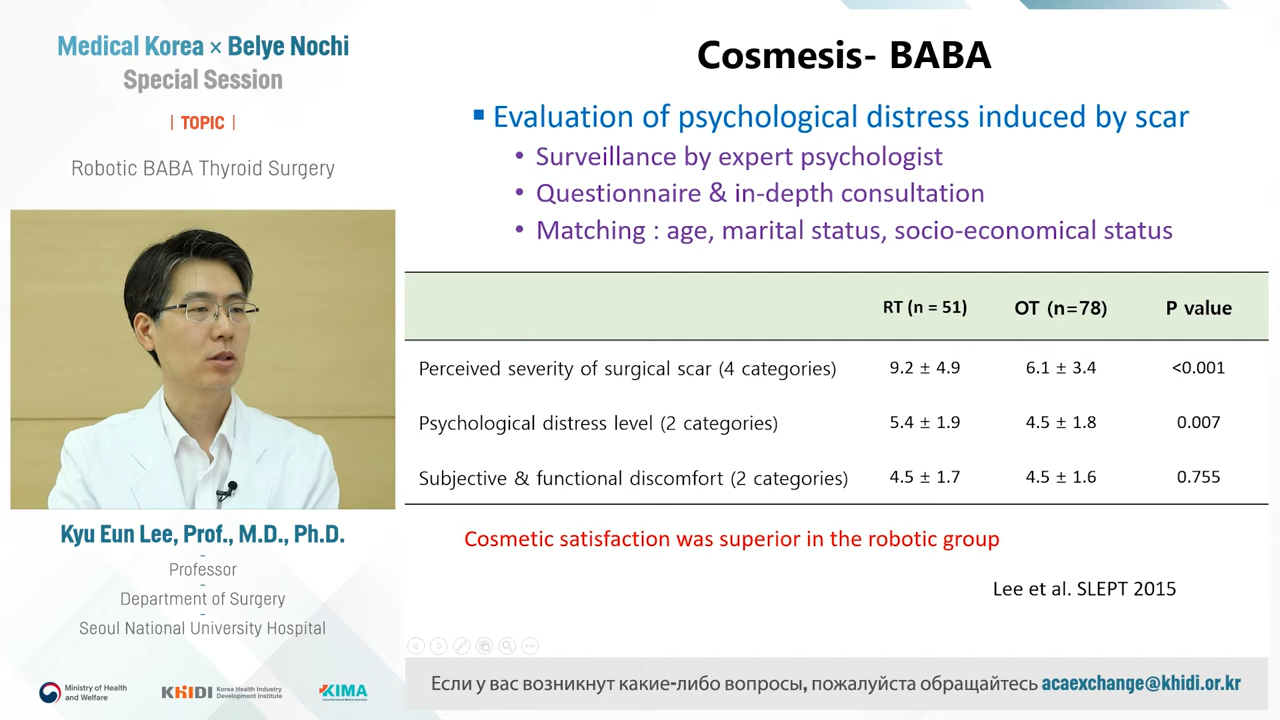 Medical Korea × Belye Nochi
Special Session
| TOPIC |
Robotic BABA Thyroid Surgery
Kyu Eun Lee, Prof., M.D., Ph.D.
Professor
Department of Surgery
Seoul National University Hospital
Ministry of Health
and Welfare
KHIDI Korea Health Industry
Development Institute
KIMA
Cosmesis- BABA
Evaluation of psychological distress induced by scar
Surveillance by expert psychologist
Questionnaire & in-depth consultation
Matching : age, marital status, socio-economical status
RT (n = 51) OT (n=78) P value
Perceived severity of surgical scar (4 categories) 9.2 ± 4.9 6.1 ± 3.4 <0.001
Psychological distress level (2 categories) 5.4 ± 1.9 4.5 ± 1.8 0.007
Subjective & functional discomfort (2 categories) 4.5 ± 1.7 4.5 ± 1.6 0.755
Cosmetic satisfaction was superior in the robotic group
Lee et al. SLEPT 2015
Если у вас возникнут какие-либо вопросы, пожалуйста обращайтесь acaexchange@khidi.or.kr